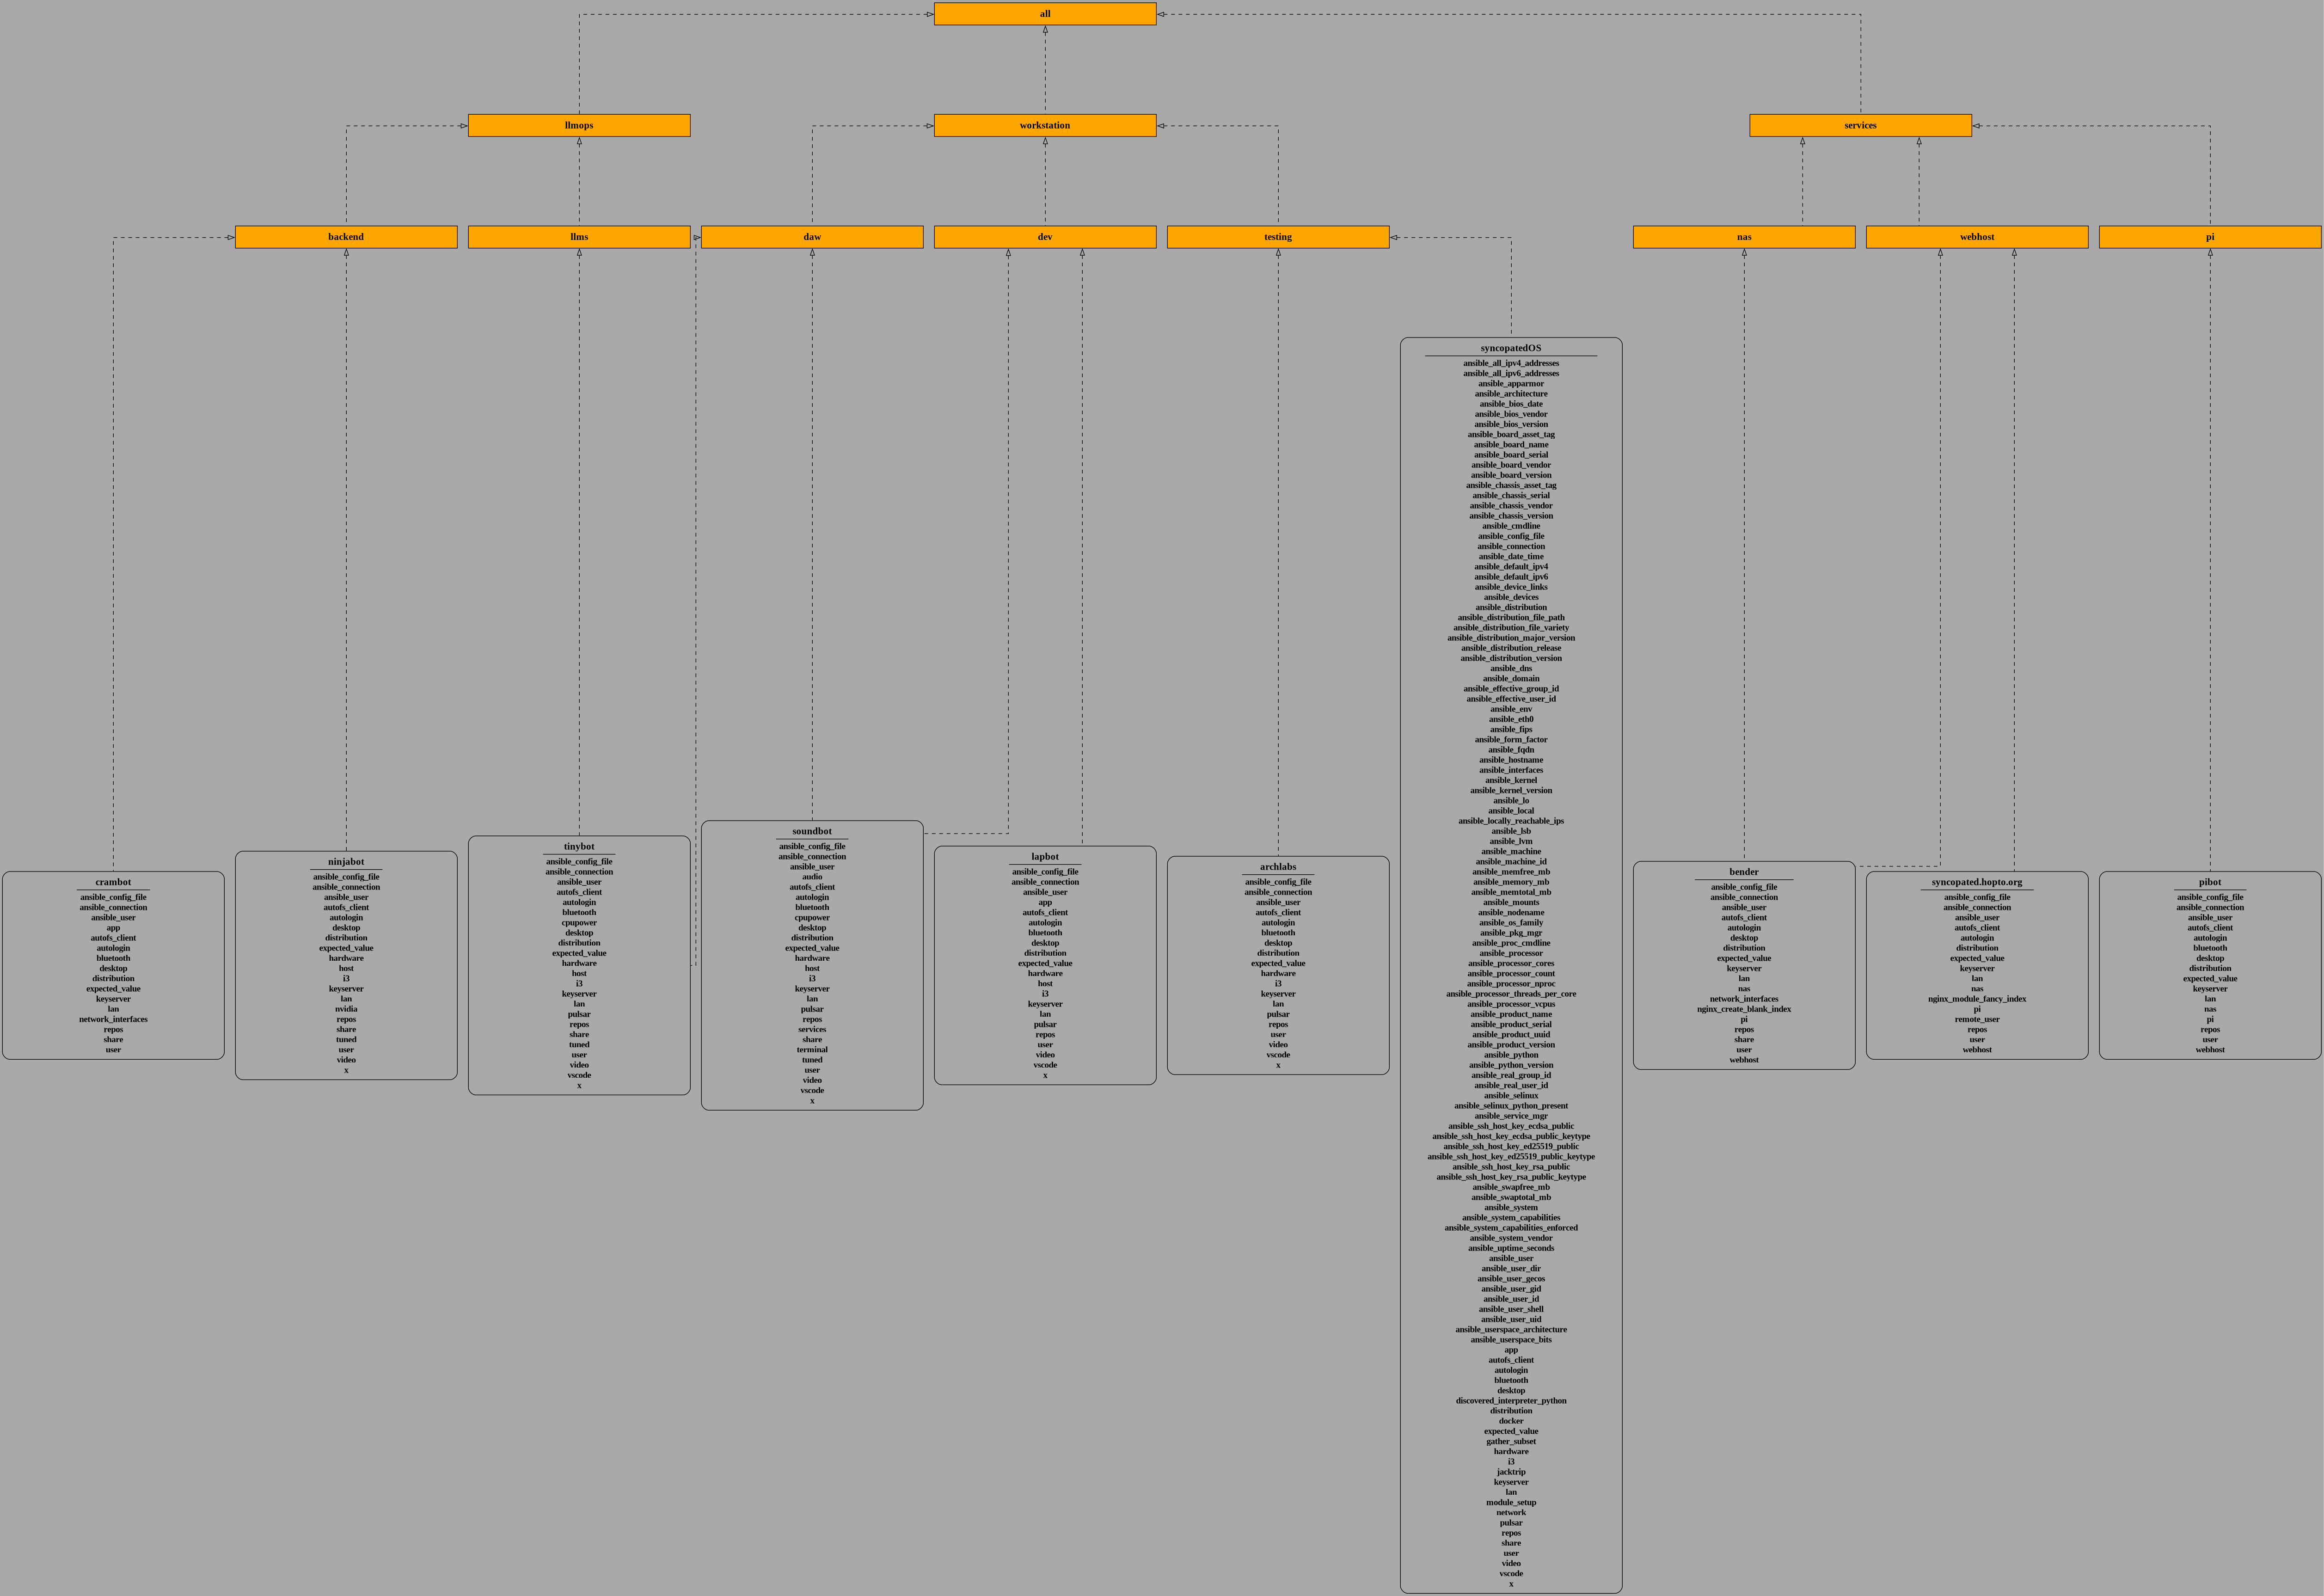 all
llmops
workstation
services
backend
llms
daw
dev
testing
nas
webhost
pi
crambot
ansible_config_file
ansible_connection
ansible_user
app
autofs_client
autologin
bluetooth
desktop
distribution
expected_value
keyserver
lan
network_interfaces
repos
share
user
ninjabot
ansible_config_file
ansible_connection
ansible_user
autofs_client
autologin
desktop
distribution
expected_value
hardware
host
i3
keyserver
lan
nvidia
repos
share
tuned
user
video
x
tinybot
ansible_config_file
ansible_connection
ansible_user
autofs_client
autologin
bluetooth
cpupower
desktop
distribution
expected_value
hardware
host
i3
keyserver
lan
pulsar
repos
share
tuned
user
video
vscode
x
soundbot
ansible_config_file
ansible_connection
ansible_user
audio
autofs_client
autologin
bluetooth
cpupower
desktop
distribution
expected_value
hardware
host
i3
keyserver
lan
pulsar
repos
services
share
terminal
tuned
user
video
vscode
x
lapbot
ansible_config_file
ansible_connection
ansible_user
app
autofs_client
autologin
bluetooth
desktop
distribution
expected_value
hardware
host
i3
keyserver
lan
pulsar
repos
user
video
vscode
x
archlabs
ansible_config_file
ansible_connection
ansible_user
autofs_client
autologin
bluetooth
desktop
distribution
expected_value
hardware
i3
keyserver
lan
pulsar
repos
user
video
vscode
x
syncopatedOS
ansible_all_ipv4_addresses
ansible_all_ipv6_addresses
ansible_apparmor
ansible_architecture
ansible_bios_date
ansible_bios_vendor
ansible_bios_version
ansible_board_asset_tag
ansible_board_name
ansible_board_serial
ansible_board_vendor
ansible_board_version
ansible_chassis_asset_tag
ansible_chassis_serial
ansible_chassis_vendor
ansible_chassis_version
ansible_cmdline
ansible_config_file
ansible_connection
ansible_date_time
ansible_default_ipv4
ansible_default_ipv6
ansible_device_links
ansible_devices
ansible_distribution
ansible_distribution_file_path
ansible_distribution_file_variety
ansible_distribution_major_version
ansible_distribution_release
ansible_distribution_version
ansible_dns
ansible_domain
ansible_effective_group_id
ansible_effective_user_id
ansible_env
ansible_eth0
ansible_fips
ansible_form_factor
ansible_fqdn
ansible_hostname
ansible_interfaces
ansible_kernel
ansible_kernel_version
ansible_lo
ansible_local
ansible_locally_reachable_ips
ansible_lsb
ansible_lvm
ansible_machine
ansible_machine_id
ansible_memfree_mb
ansible_memory_mb
ansible_memtotal_mb
ansible_mounts
ansible_nodename
ansible_os_family
ansible_pkg_mgr
ansible_proc_cmdline
ansible_processor
ansible_processor_cores
ansible_processor_count
ansible_processor_nproc
ansible_processor_threads_per_core
ansible_processor_vcpus
ansible_product_name
ansible_product_serial
ansible_product_uuid
ansible_product_version
ansible_python
ansible_python_version
ansible_real_group_id
ansible_real_user_id
ansible_selinux
ansible_selinux_python_present
ansible_service_mgr
ansible_ssh_host_key_ecdsa_public
ansible_ssh_host_key_ecdsa_public_keytype
ansible_ssh_host_key_ed25519_public
ansible_ssh_host_key_ed25519_public_keytype
ansible_ssh_host_key_rsa_public
ansible_ssh_host_key_rsa_public_keytype
ansible_swapfree_mb
ansible_swaptotal_mb
ansible_system
ansible_system_capabilities
ansible_system_capabilities_enforced
ansible_system_vendor
ansible_uptime_seconds
ansible_user
ansible_user_dir
ansible_user_gecos
ansible_user_gid
ansible_user_id
ansible_user_shell
ansible_user_uid
ansible_userspace_architecture
ansible_userspace_bits
app
autofs_client
autologin
bluetooth
desktop
discovered_interpreter_python
distribution
docker
expected_value
gather_subset
hardware
i3
jacktrip
keyserver
lan
module_setup
network
pulsar
repos
share
user
video
vscode
x
bender
ansible_config_file
ansible_connection
ansible_user
autofs_client
autologin
desktop
distribution
expected_value
keyserver
lan
nas
network_interfaces
nginx_create_blank_index
pi
repos
share
user
webhost
syncopated.hopto.org
ansible_config_file
ansible_connection
ansible_user
autofs_client
autologin
distribution
expected_value
keyserver
lan
nas
nginx_module_fancy_index
pi
remote_user
repos
user
webhost
pibot
ansible_config_file
ansible_connection
ansible_user
autofs_client
autologin
bluetooth
desktop
distribution
expected_value
keyserver
lan
nas
pi
repos
user
webhost